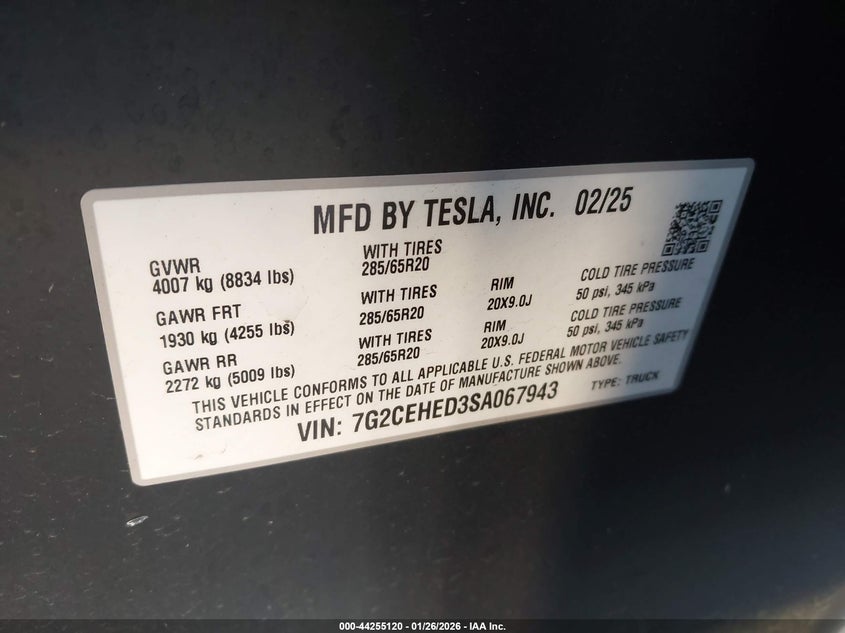 MFD BY TESLA, INC. 02/25
GVWR
4007 kg (8834 lbs)
WITH TIRES
285/65R20
GAWR FRT
1930 kg (4255 lbs)
WITH TIRES
285/65R20
RIM
20X9.0J
COLD TIRE PRESSURE
50 psi, 345 kPa
GAWR RR
2272 kg (5009 lbs)
WITH TIRES
285/65R20
RIM
20X9.0J
COLD TIRE PRESSURE
50 psi, 345 kPa
THIS VEHICLE CONFORMS TO ALL APPLICABLE U.S. FEDERAL MOTOR VEHICLE SAFETY
STANDARDS IN EFFECT ON THE DATE OF MANUFACTURE SHOWN ABOVE.
VIN: 7G2CEHED3SA067943
TYPE: TRUCK
000-44255120 - 01/26/2026 - IAA Inc.